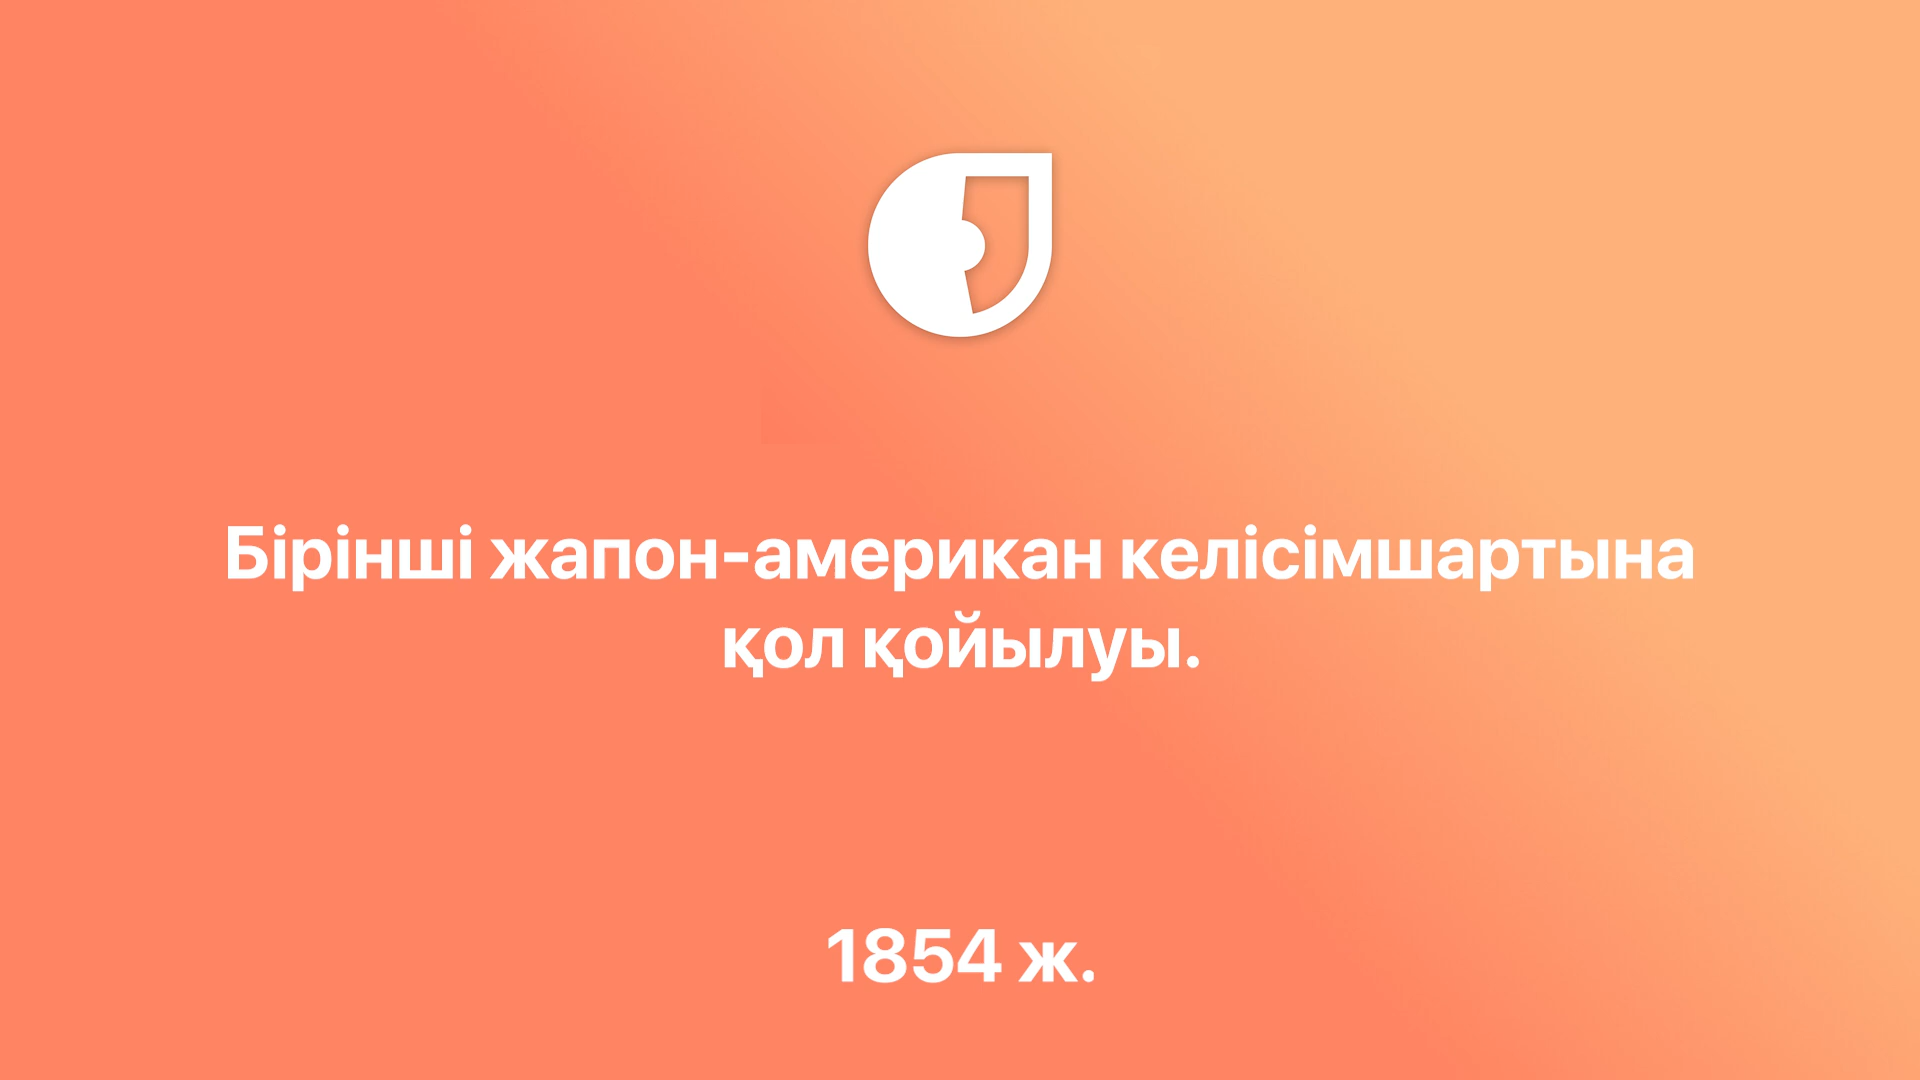 Бірінші жапон-американ келісімшартына
қол қойылуы.
1854 ж.